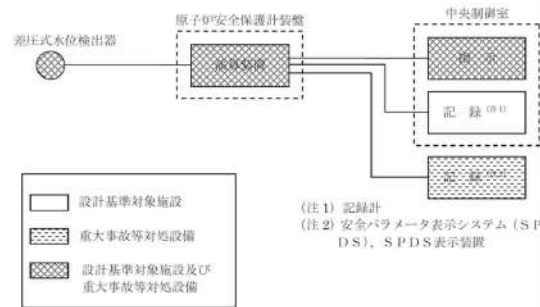 原子炉安全保護計装盤
中央制御室
差圧式水位検出器
演算装置
指 示
記 録 (注1)
記 録 (注2)
設計基準対象施設
重大事故等対処設備
設計基準対象施設及び
重大事故等対処設備
(注1) 記録計
(注2) 安全パラメータ表示システム(SP
DS)、SPDS表示装置